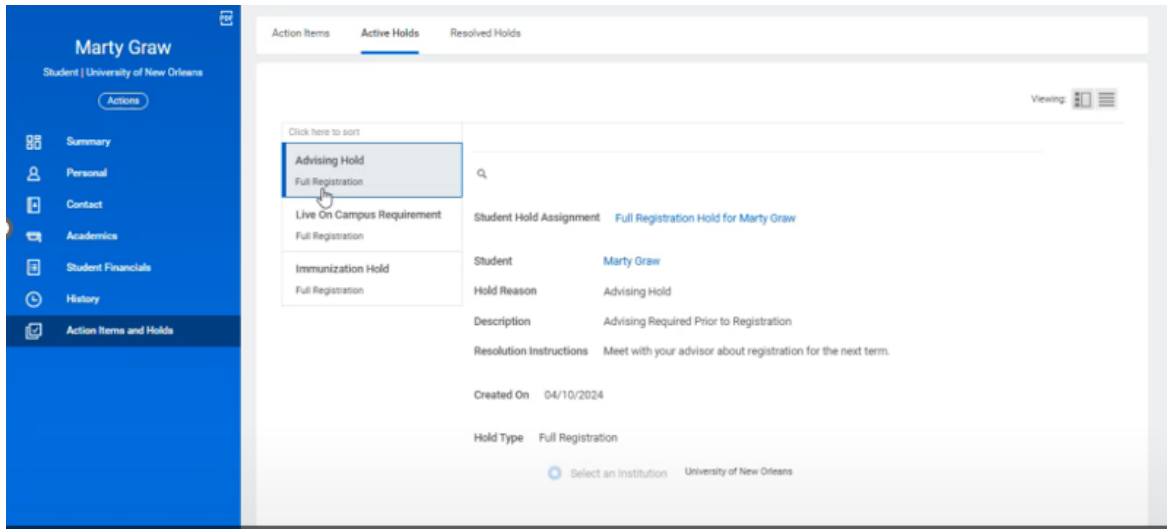 PDF
Marty Graw
Student | University of New Orleans
Actions
Summary
Personal
Contact
Academics
Student Financials
History
Action Items and Holds
Action Items Active Holds Resolved Holds
Viewing:
Click here to sort
Advising Hold
Full Registration
Live On Campus Requirement
Full Registration
Immunization Hold
Full Registration
Student Hold Assignment Full Registration Hold for Marty Graw
Student Marty Graw
Hold Reason Advising Hold
Description Advising Required Prior to Registration
Resolution Instructions Meet with your advisor about registration for the next term.
Created On 04/10/2024
Hold Type Full Registration
Select an Institution University of New Orleans